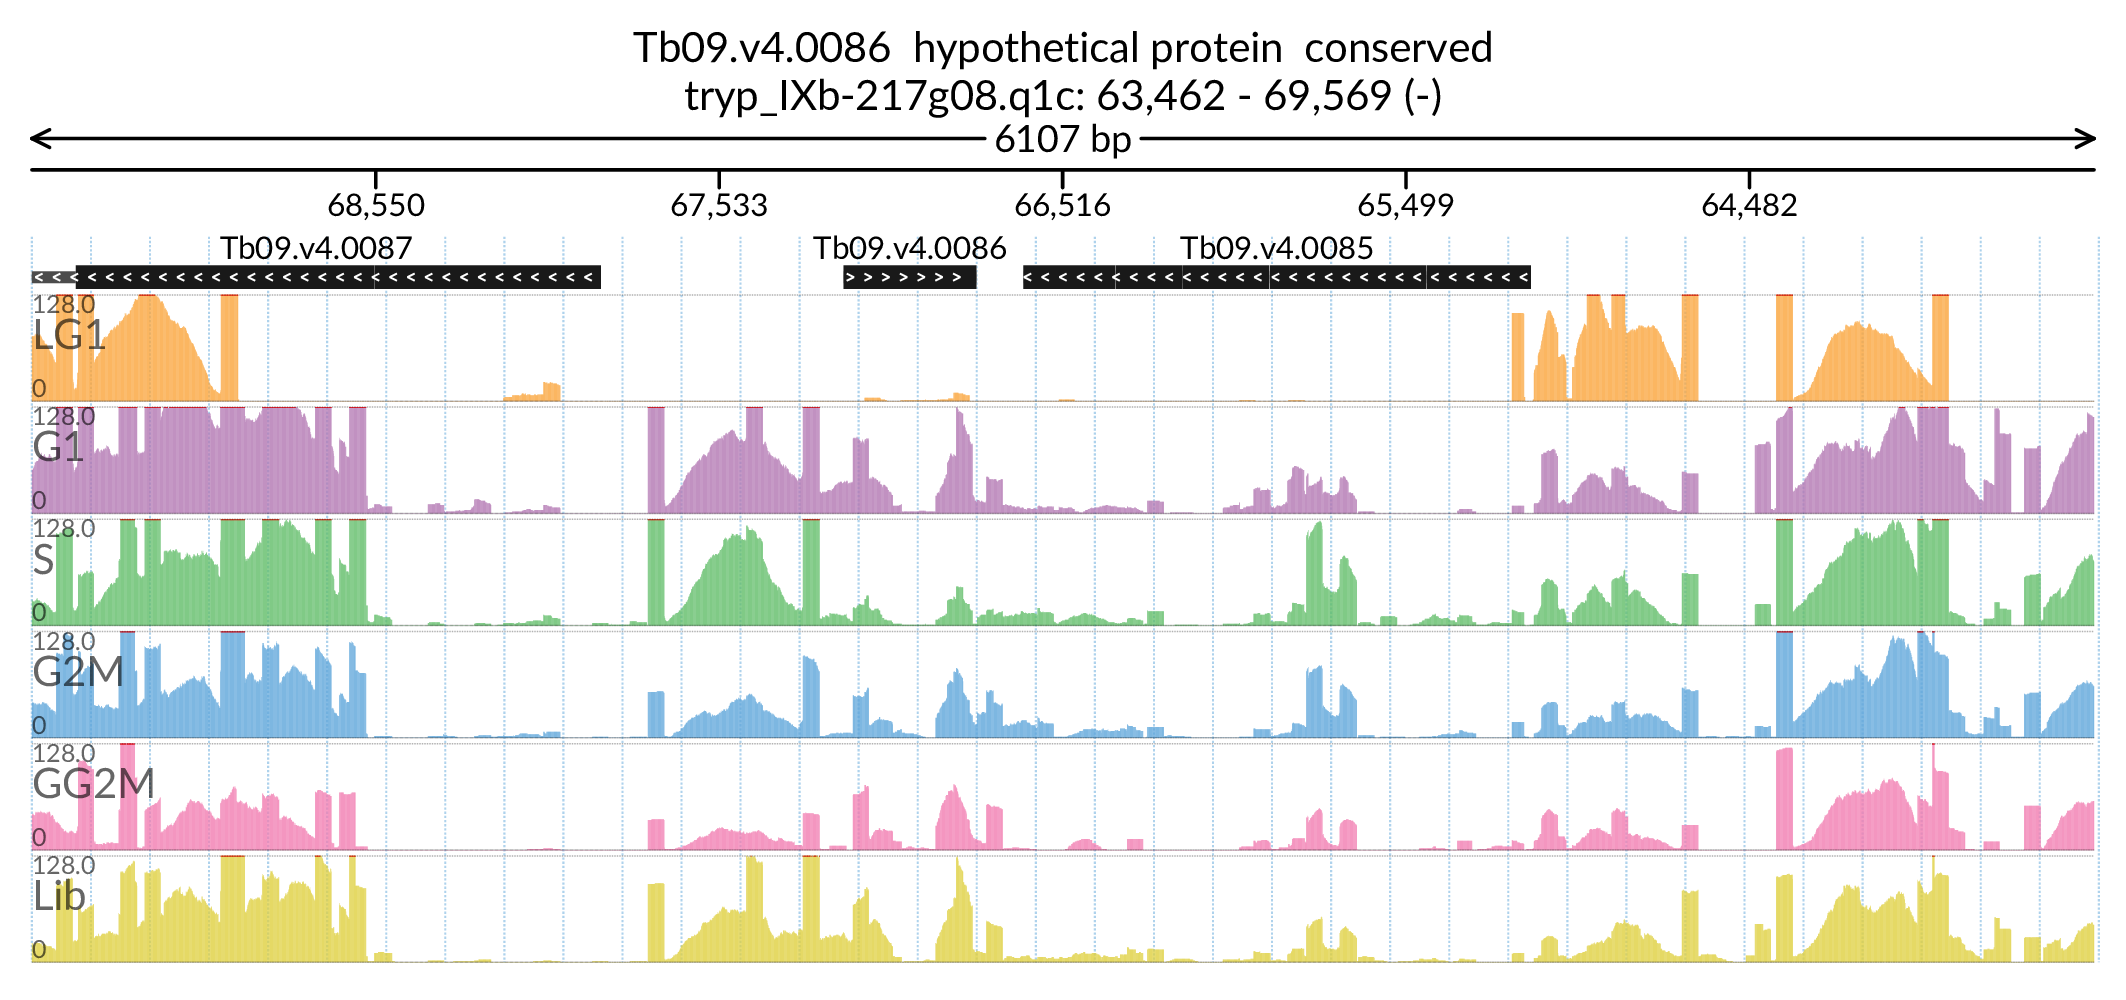 Tb09.v4.0086 hypothetical protein conserved
tryp_IXb-217g08.q1c: 63,462 - 69,569 (-)
6107 bp
68,550 67,533 66,516 65,499 64,482
Tb09.v4.0087 Tb09.v4.0086 Tb09.v4.0085
128.0
LG1
0
128.0
G1
0
128.0
S
0
128.0
G2M
0
128.0
GG2M
0
128.0
Lib
0